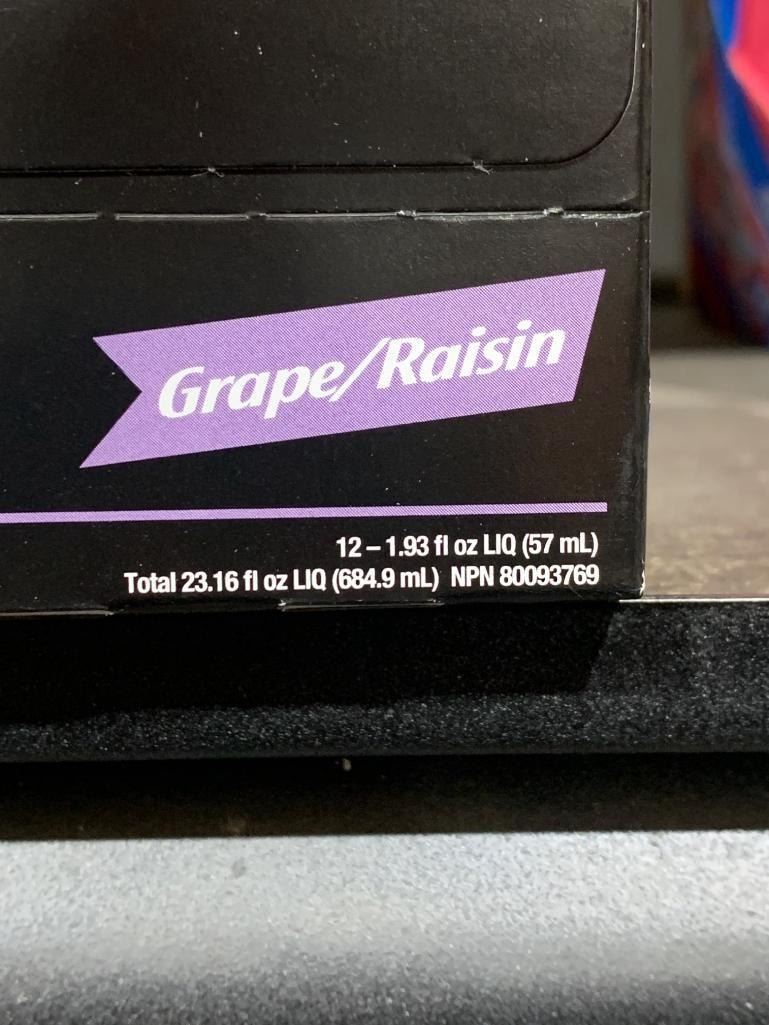 Grape/Raisin
12 – 1.93 fl oz LIQ (57 mL)
Total 23.16 fl oz LIQ (684.9 mL) NPN 80093769